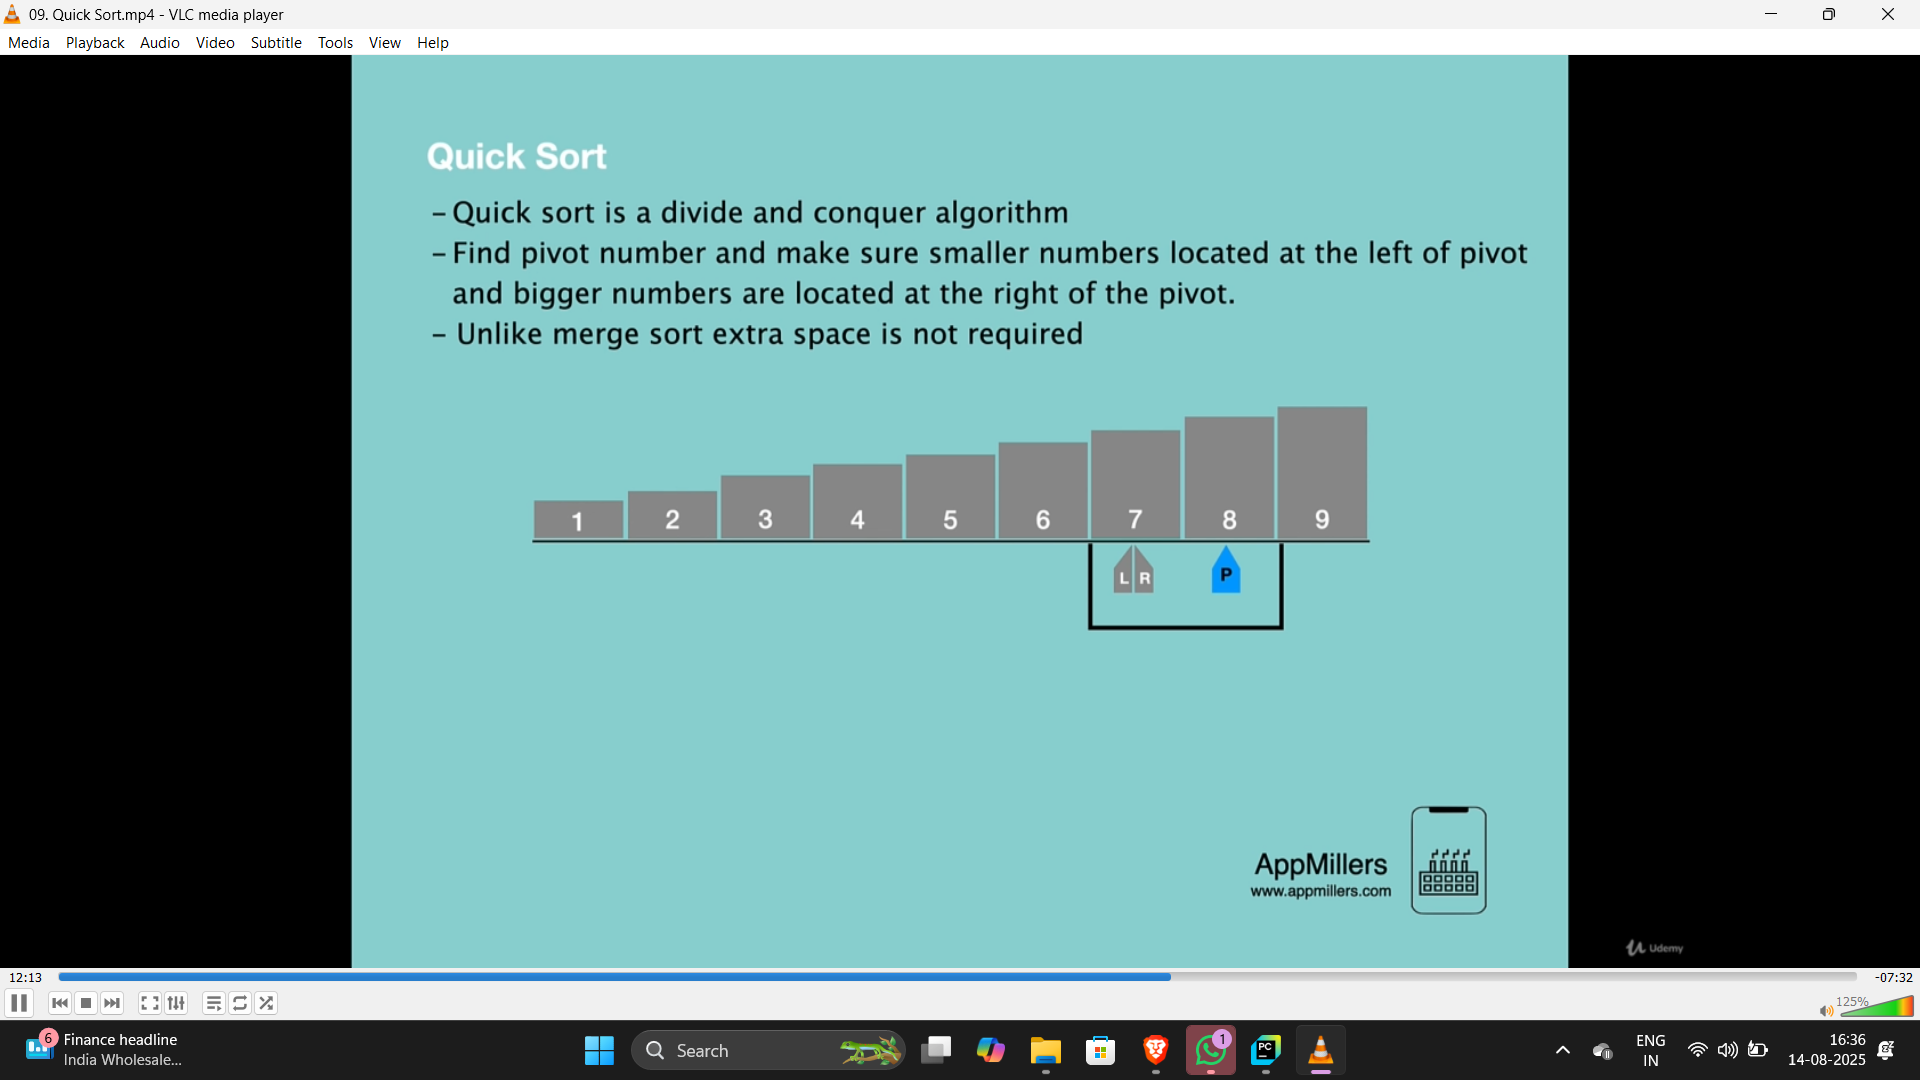 09. Quick Sort.mp4 - VLC media player
Media Playback Audio Video Subtitle Tools View Help
Quick Sort
– Quick sort is a divide and conquer algorithm
– Find pivot number and make sure smaller numbers located at the left of pivot
and bigger numbers are located at the right of the pivot.
– Unlike merge sort extra space is not required
1 2 3 4 5 6 7 8 9
L R P
AppMillers
www.appmillers.com
Udemy
12:13 -07:32
125%
6 Finance headline
India Wholesale...
Search
1
PC
ENG
IN
16:36
14-08-2025